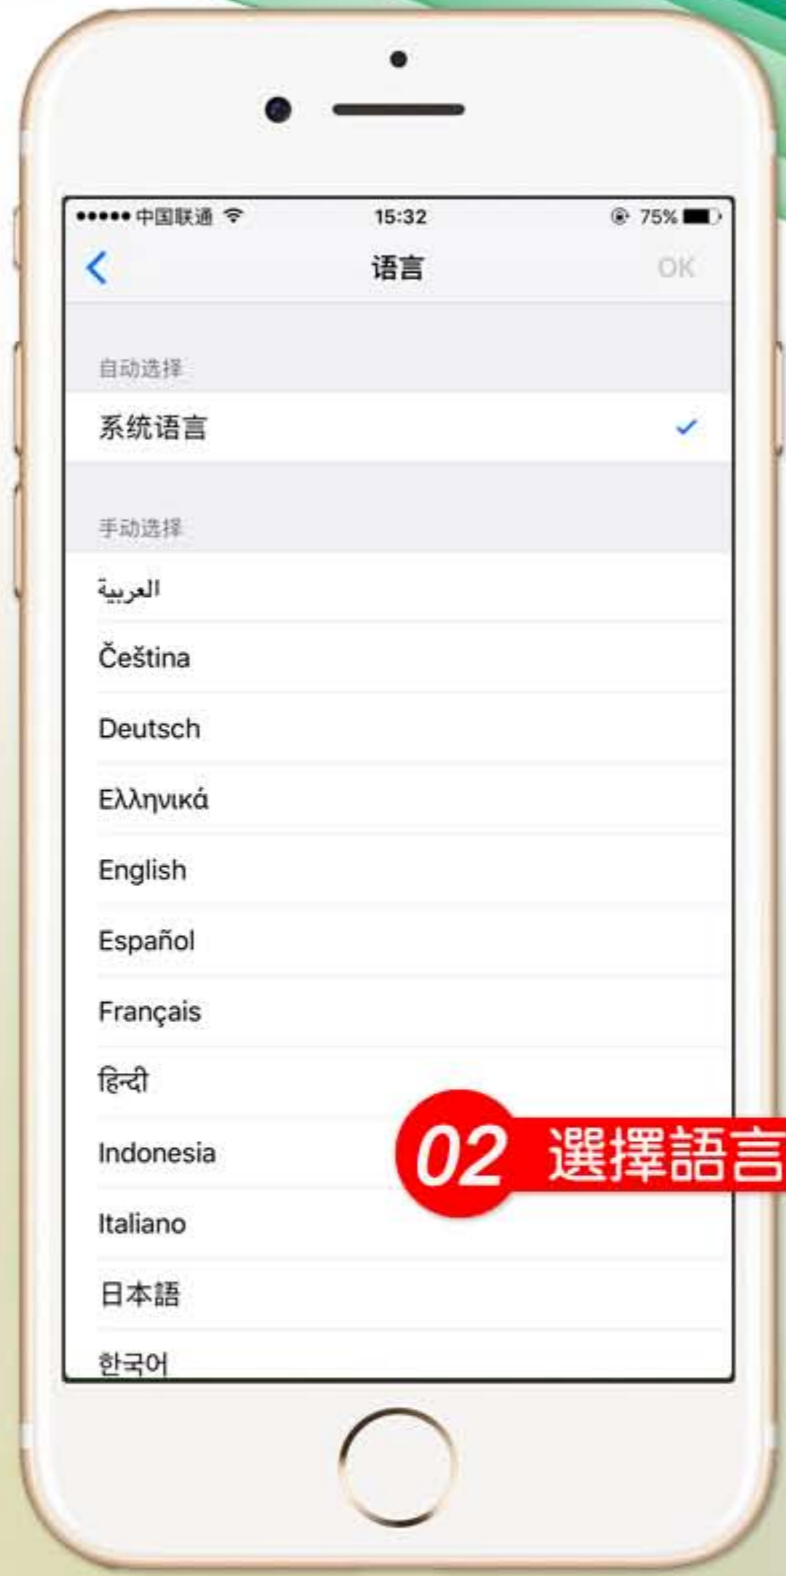 ●●●●● 中国联通 15:32 75%
语言 OK
自动选择
系统语言
手动选择
العربية
Čeština
Deutsch
Ελληνικά
English
Español
Français
हिन्दी
Indonesia
02 選擇語言
Italiano
日本語
한국어